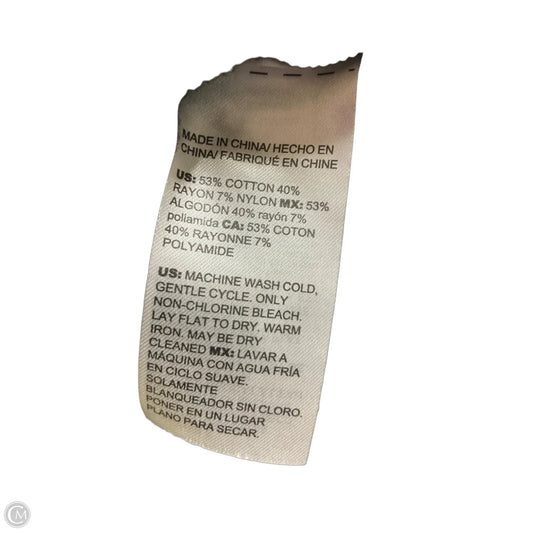 MADE IN CHINA/ HECHO EN
CHINA/ FABRIQUÉ EN CHINE
US: 53% COTTON 40%
RAYON 7% NYLON MX: 53%
ALGODÓN 40% rayón 7%
poliamida CA: 53% COTON
40% RAYONNE 7%
POLYAMIDE
US: MACHINE WASH COLD,
GENTLE CYCLE. ONLY
NON-CHLORINE BLEACH.
LAY FLAT TO DRY. WARM
IRON. MAY BE DRY
CLEANED MX: LAVAR A
MÁQUINA CON AGUA FRÍA
EN CICLO SUAVE.
SOLAMENTE
BLANQUEADOR SIN CLORO.
PONER EN UN LUGAR
PLANO PARA SECAR.
CM